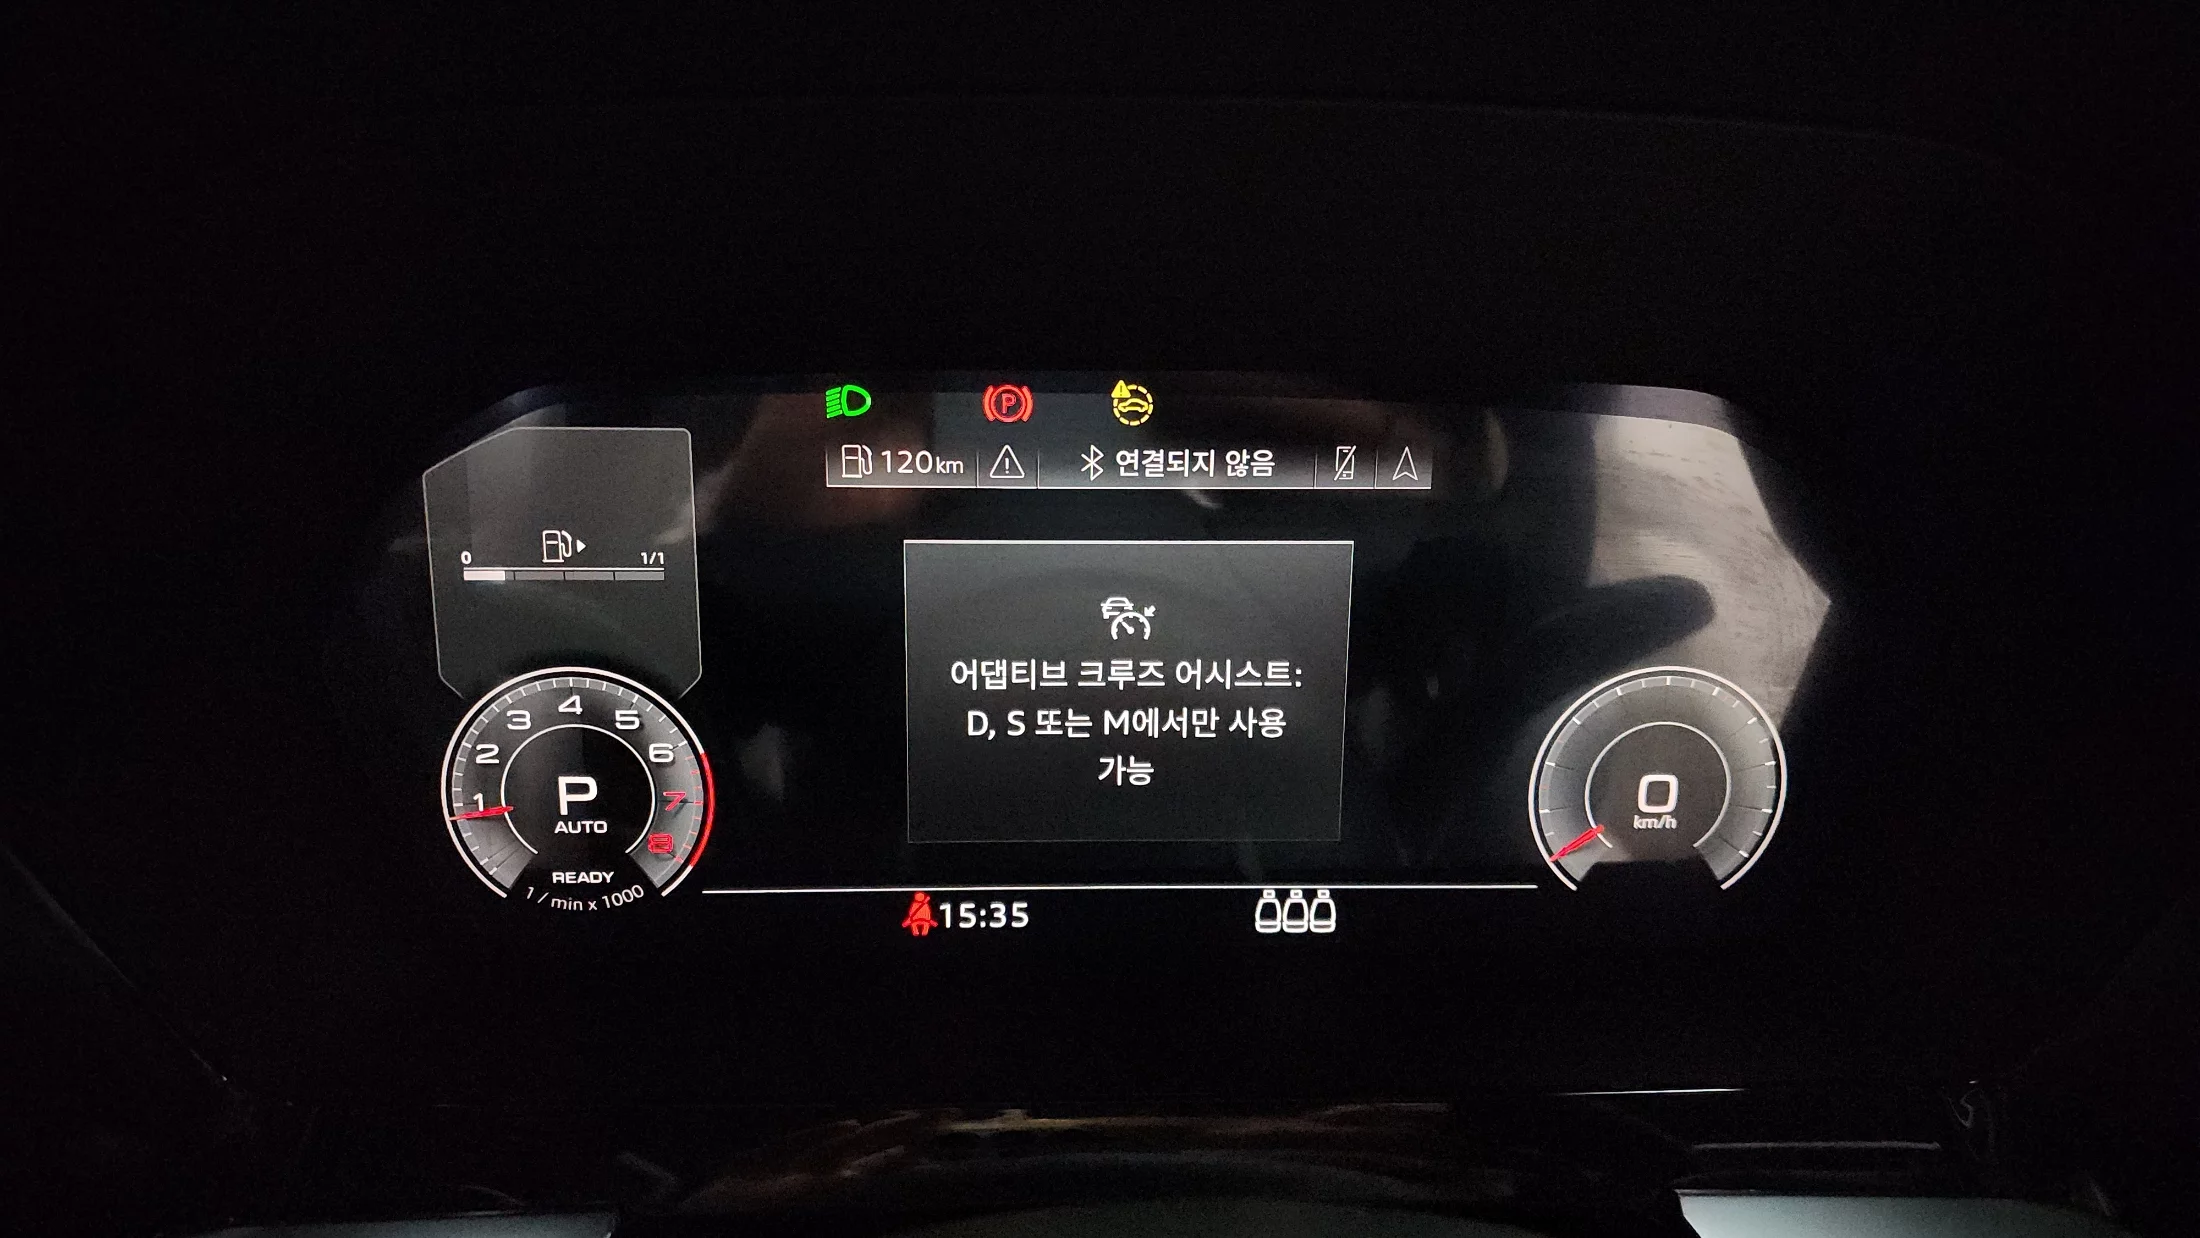 P
120 km
연결되지 않음
0 1/1
어댑티브 크루즈 어시스트:
D, S 또는 M에서만 사용
가능
1 2 3 4 5 6 7 8
P
AUTO
READY
1 / min x 1000
0
km/h
15:35